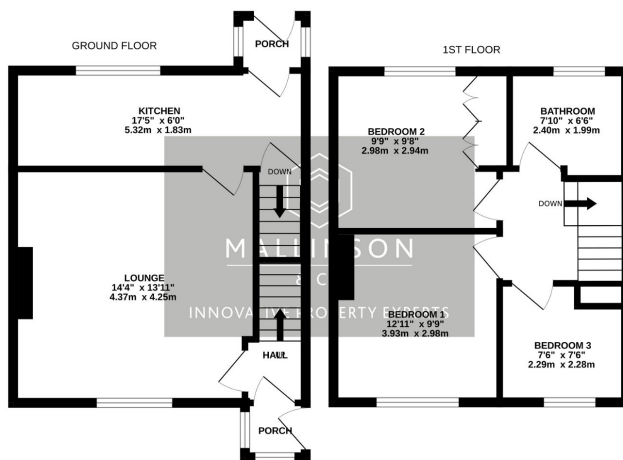 GROUND FLOOR
PORCH
KITCHEN
17'5" x 6'0"
5.32m x 1.83m
DOWN
LOUNGE
14'4" x 13'11"
4.37m x 4.25m
HALL
PORCH
1ST FLOOR
BEDROOM 2
9'9" x 9'8"
2.98m x 2.94m
BATHROOM
7'10" x 6'6"
2.40m x 1.99m
DOWN
BEDROOM 1
12'11" x 9'9"
3.93m x 2.98m
BEDROOM 3
7'6" x 7'6"
2.29m x 2.28m
MALLINSON
& CO
INNOVATIVE PROPERTY EXPERTS